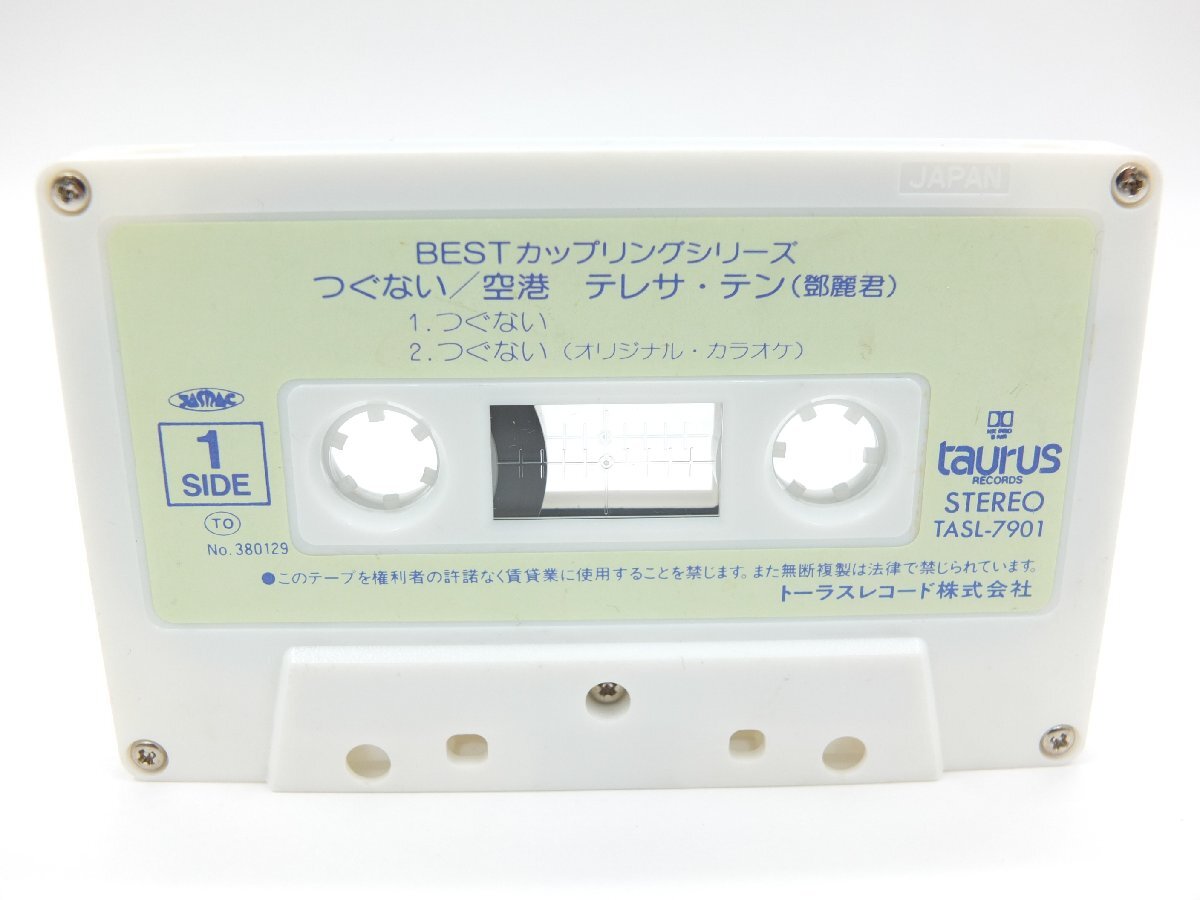 JAPAN
BESTカップリングシリーズ
つぐない/空港 テレサ・テン(鄧麗君)
1.つぐない
2.つぐない(オリジナル・カラオケ)
JASRAC
1
SIDE
TO
No.380129
taurus
RECORDS
STEREO
TASL-7901
●このテープを権利者の許諾なく賃貸業に使用することを禁じます。また無断複製は法律で禁じられています。
トーラスレコード株式会社